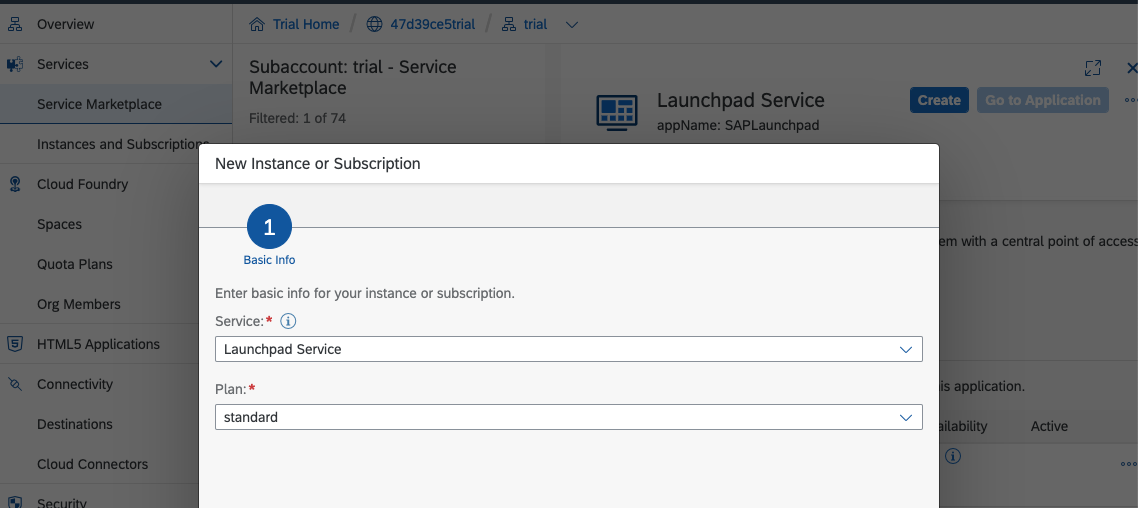 Overview
Trial Home / 47d39ce5trial / trial
Services
Service Marketplace
Instances and Subscriptions
Cloud Foundry
Spaces
Quota Plans
Org Members
HTML5 Applications
Connectivity
Destinations
Cloud Connectors
Security
Subaccount: trial - Service
Marketplace
Filtered: 1 of 74
Launchpad Service
appName: SAPLaunchpad
Create
Go to Application
em with a central point of access
is application.
ailability
Active
New Instance or Subscription
1
Basic Info
Enter basic info for your instance or subscription.
Service:*
Launchpad Service
Plan:*
standard